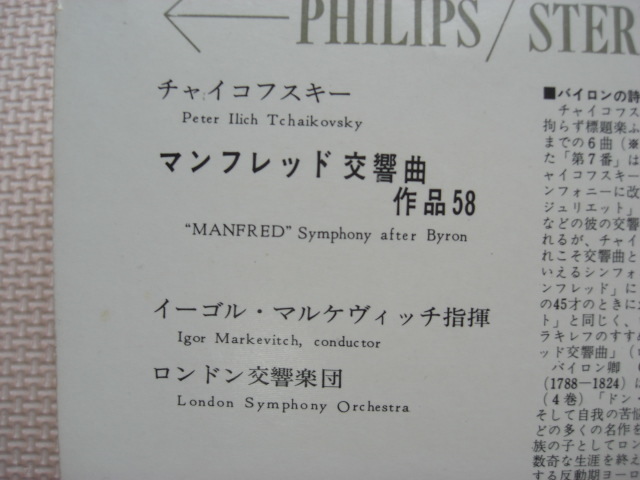 PHILIPS/STER
チャイコフスキー
Peter Ilich Tchaikovsky
マンフレッド 交響曲
作品58
"MANFRED" Symphony after Byron
イーゴル・マルケヴィッチ指揮
Igor Markevitch, conductor
ロンドン交響楽団
London Symphony Orchestra
■バイロンの詩
チャイコフス
拘らず標題楽ふ
までの6曲(※
た「第7番」は
ャイコフスキー
ンフォニーに改
ジュリエット」
などの彼の交響
れるが、チャイ
れこそ交響曲と
いえるシンフォ
ンフレッド」に
の45才のときに
ト」と同じく、
ラキレフのすすめ
ッド交響曲」(
バイロン卿
(1788—1824)は
(4巻)「ドン・
そして自我の苦悩
どの多くの名作を
族の子としてロン
数奇な生涯を終え
する反動期ヨーロ